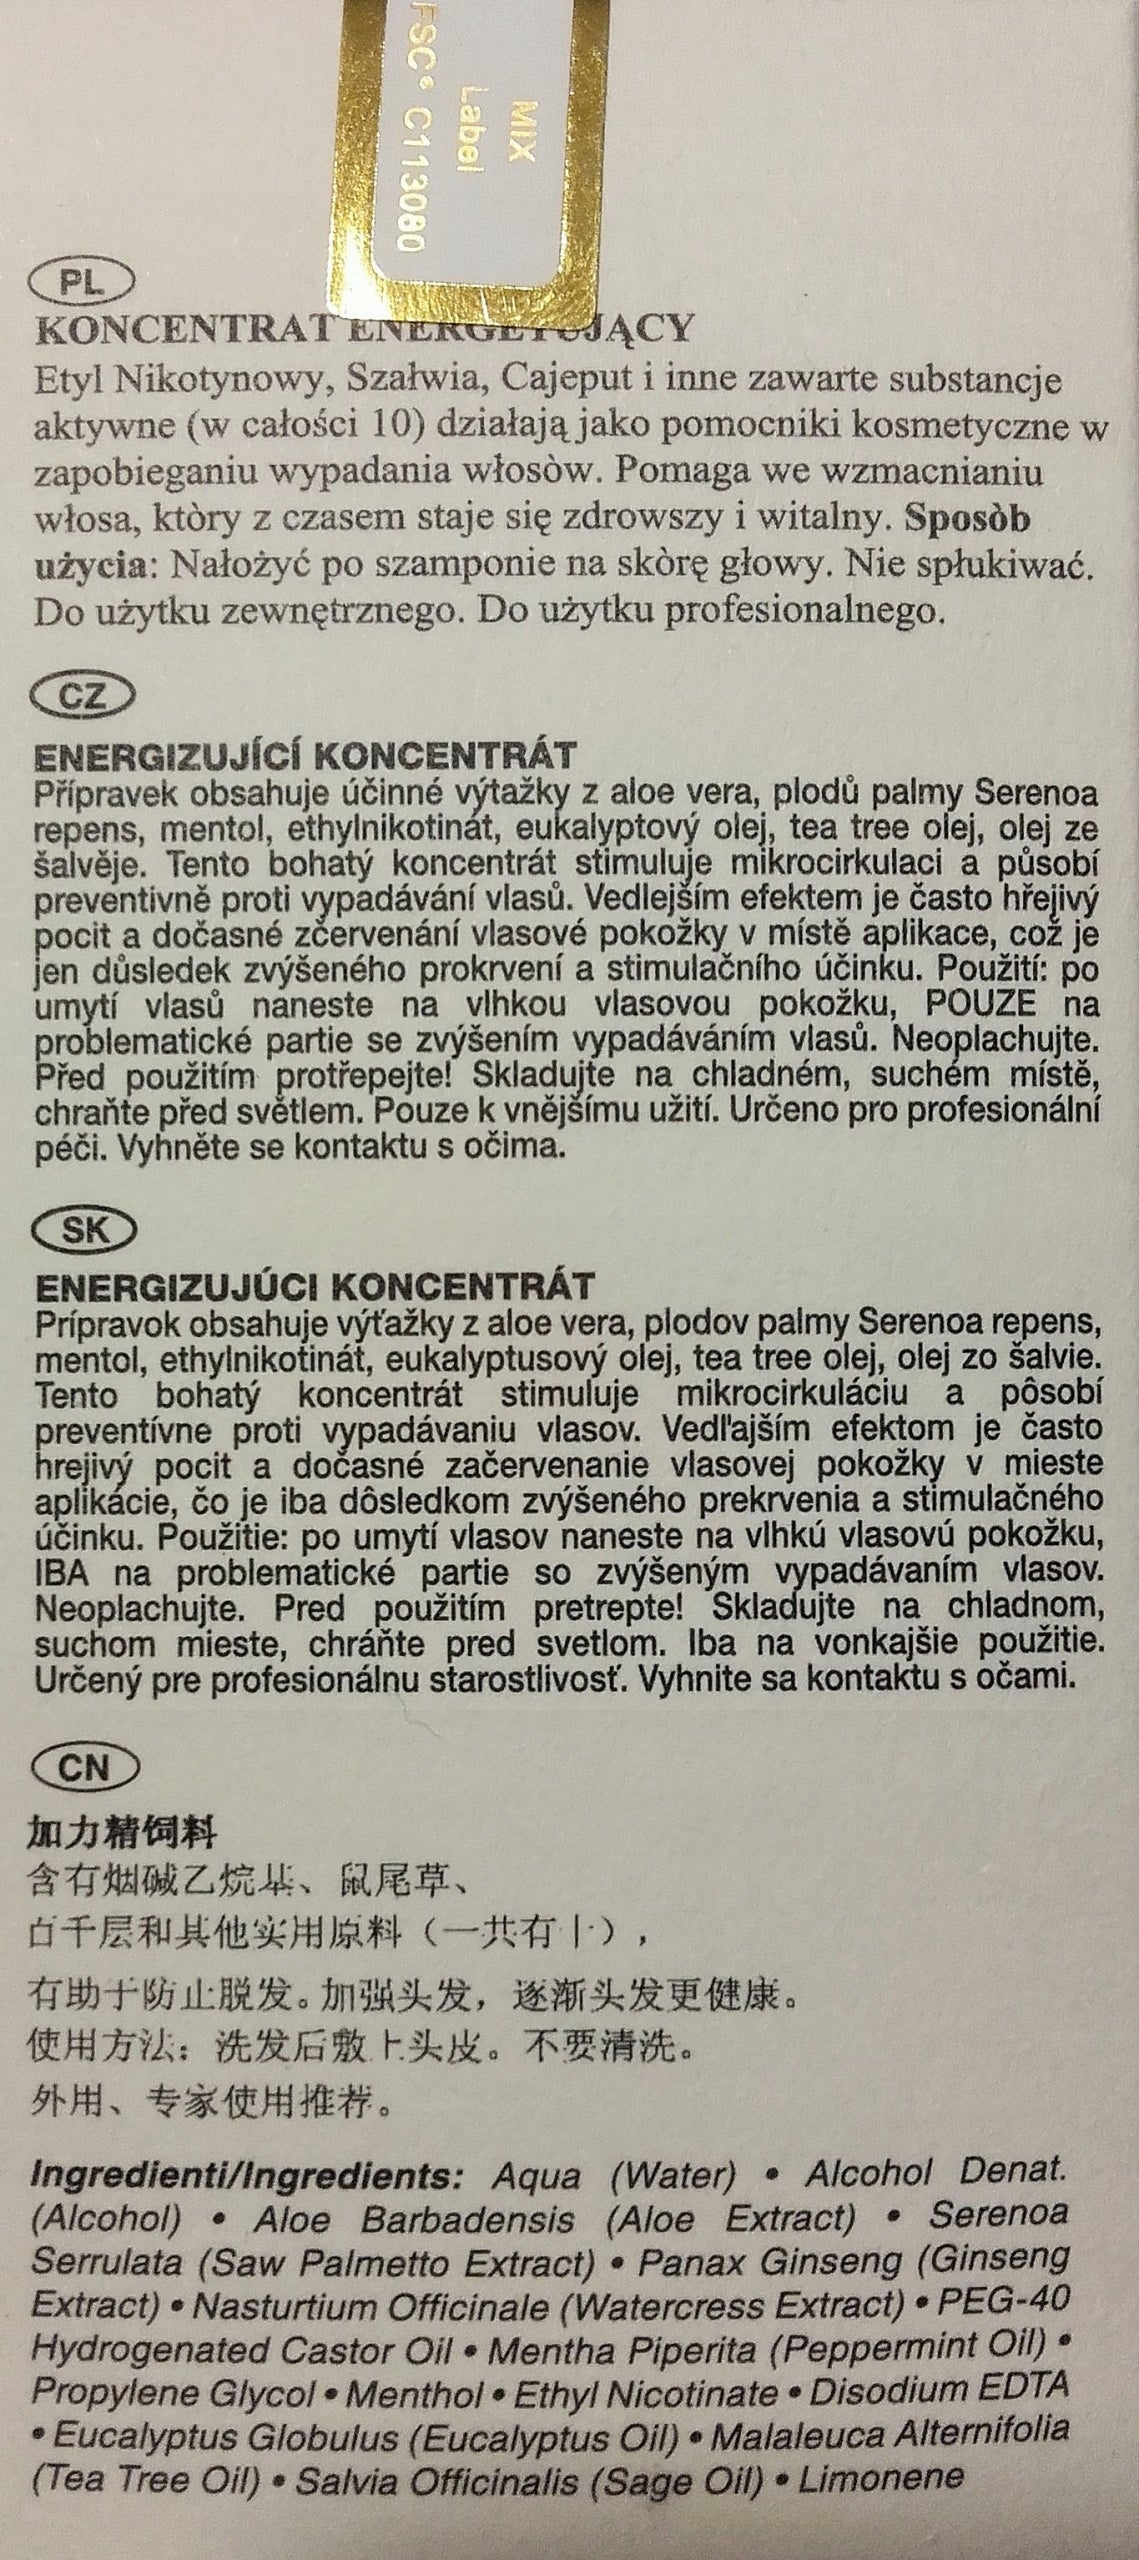 MIX
Label
FSC® C113080
PL
KONCENTRAT ENERGETUJĄCY
Etyl Nikotynowy, Szałwia, Cajeput i inne zawarte substancje
aktywne (w całości 10) działają jako pomocniki kosmetyczne w
zapobieganiu wypadania włosòw. Pomaga we wzmacnianiu
włosa, ktòry z czasem staje się zdrowszy i witalny. Sposòb
użycia: Nałożyć po szamponie na skòrę głowy. Nie spłukiwać.
Do użytku zewnętrznego. Do użytku profesionalnego.
CZ
ENERGIZUJÍCÍ KONCENTRÁT
Přípravek obsahuje účinné výtažky z aloe vera, plodů palmy Serenoa
repens, mentol, ethylnikotinát, eukalyptový olej, tea tree olej, olej ze
šalvěje. Tento bohatý koncentrát stimuluje mikrocirkulaci a působí
preventivně proti vypadávání vlasů. Vedlejším efektem je často hřejivý
pocit a dočasné zčervenání vlasové pokožky v místě aplikace, což je
jen důsledek zvýšeného prokrvení a stimulačního účinku. Použití: po
umytí vlasů naneste na vlhkou vlasovou pokožku, POUZE na
problematické partie se zvýšením vypadáváním vlasů. Neoplachujte.
Před použitím protřepejte! Skladujte na chladném, suchém místě,
chraňte před světlem. Pouze k vnějšímu užití. Určeno pro profesionální
péči. Vyhněte se kontaktu s očima.
SK
ENERGIZUJÚCI KONCENTRÁT
Prípravok obsahuje výťažky z aloe vera, plodov palmy Serenoa repens,
mentol, ethylnikotinát, eukalyptusový olej, tea tree olej, olej zo šalvie.
Tento bohatý koncentrát stimuluje mikrocirkuláciu a pôsobí
preventívne proti vypadávaniu vlasov. Vedľajším efektom je často
hrejivý pocit a dočasné začervenanie vlasovej pokožky v mieste
aplikácie, čo je iba dôsledkom zvýšeného prekrvenia a stimulačného
účinku. Použitie: po umytí vlasov naneste na vlhkú vlasovú pokožku,
IBA na problematické partie so zvýšeným vypadávaním vlasov.
Neoplachujte. Pred použitím pretrepte! Skladujte na chladnom,
suchom mieste, chráňte pred svetlom. Iba na vonkajšie použitie.
Určený pre profesionálnu starostlivosť. Vyhnite sa kontaktu s očami.
CN
加力精饲料
含有烟碱乙烷基、鼠尾草、
白千层和其他实用原料（一共有十），
有助于防止脱发。加强头发，逐渐头发更健康。
使用方法：洗发后敷上头皮。不要清洗。
外用、专家使用推荐。
Ingredienti/Ingredients: Aqua (Water) • Alcohol Denat.
(Alcohol) • Aloe Barbadensis (Aloe Extract) • Serenoa
Serrulata (Saw Palmetto Extract) • Panax Ginseng (Ginseng
Extract) • Nasturtium Officinale (Watercress Extract) • PEG-40
Hydrogenated Castor Oil • Mentha Piperita (Peppermint Oil) •
Propylene Glycol • Menthol • Ethyl Nicotinate • Disodium EDTA
• Eucalyptus Globulus (Eucalyptus Oil) • Malaleuca Alternifolia
(Tea Tree Oil) • Salvia Officinalis (Sage Oil) • Limonene